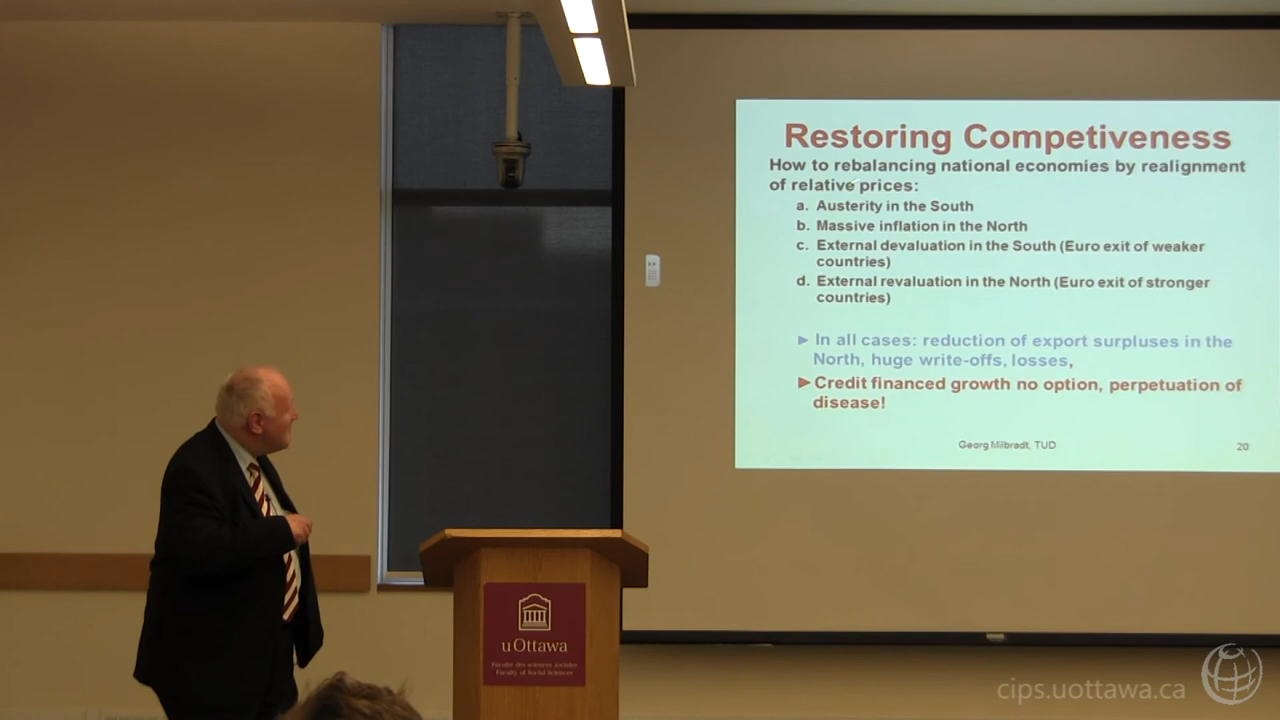 Restoring Competiveness
How to rebalancing national economies by realignment
of relative prices:
a. Austerity in the South
b. Massive inflation in the North
c. External devaluation in the South (Euro exit of weaker
countries)
d. External revaluation in the North (Euro exit of stronger
countries)
► In all cases: reduction of export surpluses in the
North, huge write-offs, losses,
► Credit financed growth no option, perpetuation of
disease!
Georg Milbradt, TUD
20
uOttawa
Faculté des sciences sociales
Faculty of Social Sciences
cips.uottawa.ca